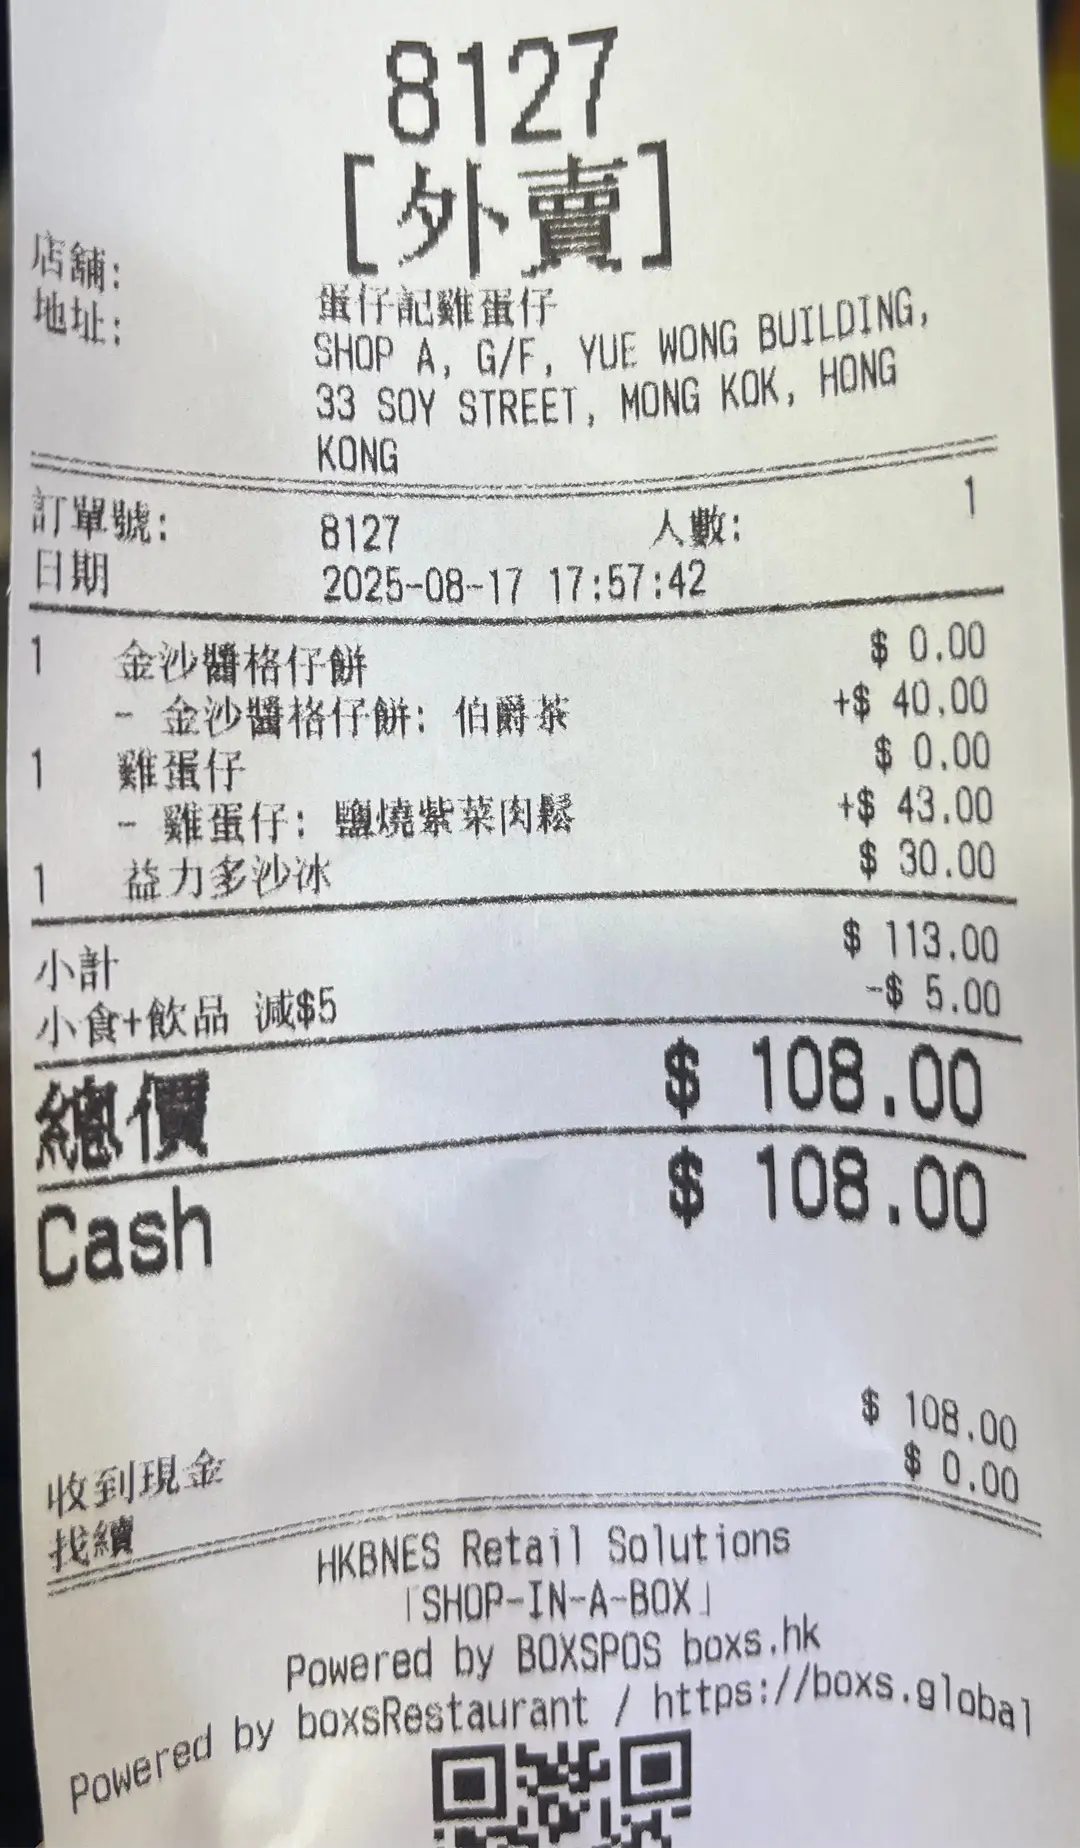 8127
[外賣]
店舖: 蛋仔記雞蛋仔
地址: SHOP A, G/F, YUE WONG BUILDING,
33 SOY STREET, MONG KOK, HONG
KONG
訂單號: 8127 人數: 1
日期 2025-08-17 17:57:42
1 金沙醬格仔餅 $ 0.00
- 金沙醬格仔餅: 伯爵茶 +$ 40.00
1 雞蛋仔 $ 0.00
- 雞蛋仔: 鹽燒紫菜肉鬆 +$ 43.00
1 益力多沙冰 $ 30.00
小計 $ 113.00
小食+飲品 減$5 -$ 5.00
總價 $ 108.00
Cash $ 108.00
收到現金 $ 108.00
找續 $ 0.00
HKBNES Retail Solutions
「SHOP-IN-A-BOX」
Powered by BOXSPOS boxs.hk
Powered by boxsRestaurant / https://boxs.global